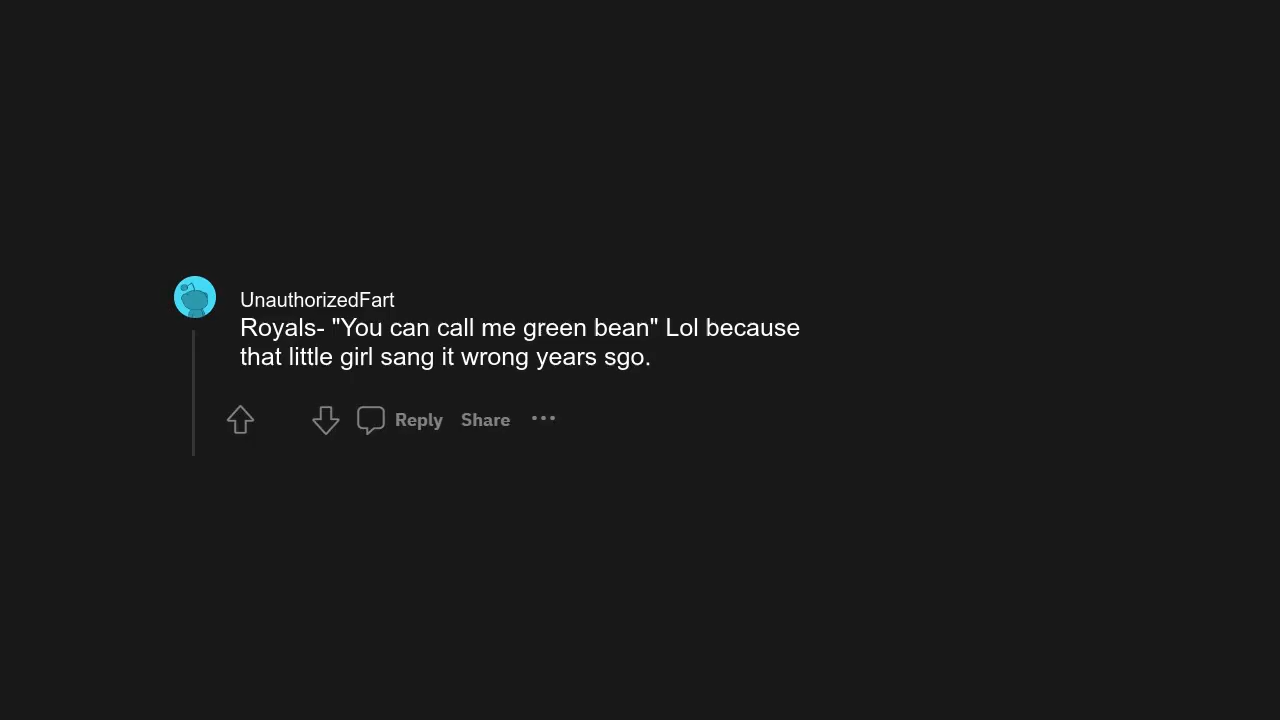 UnauthorizedFart
Royals- "You can call me green bean" Lol because
that little girl sang it wrong years sgo.
Reply Share •••